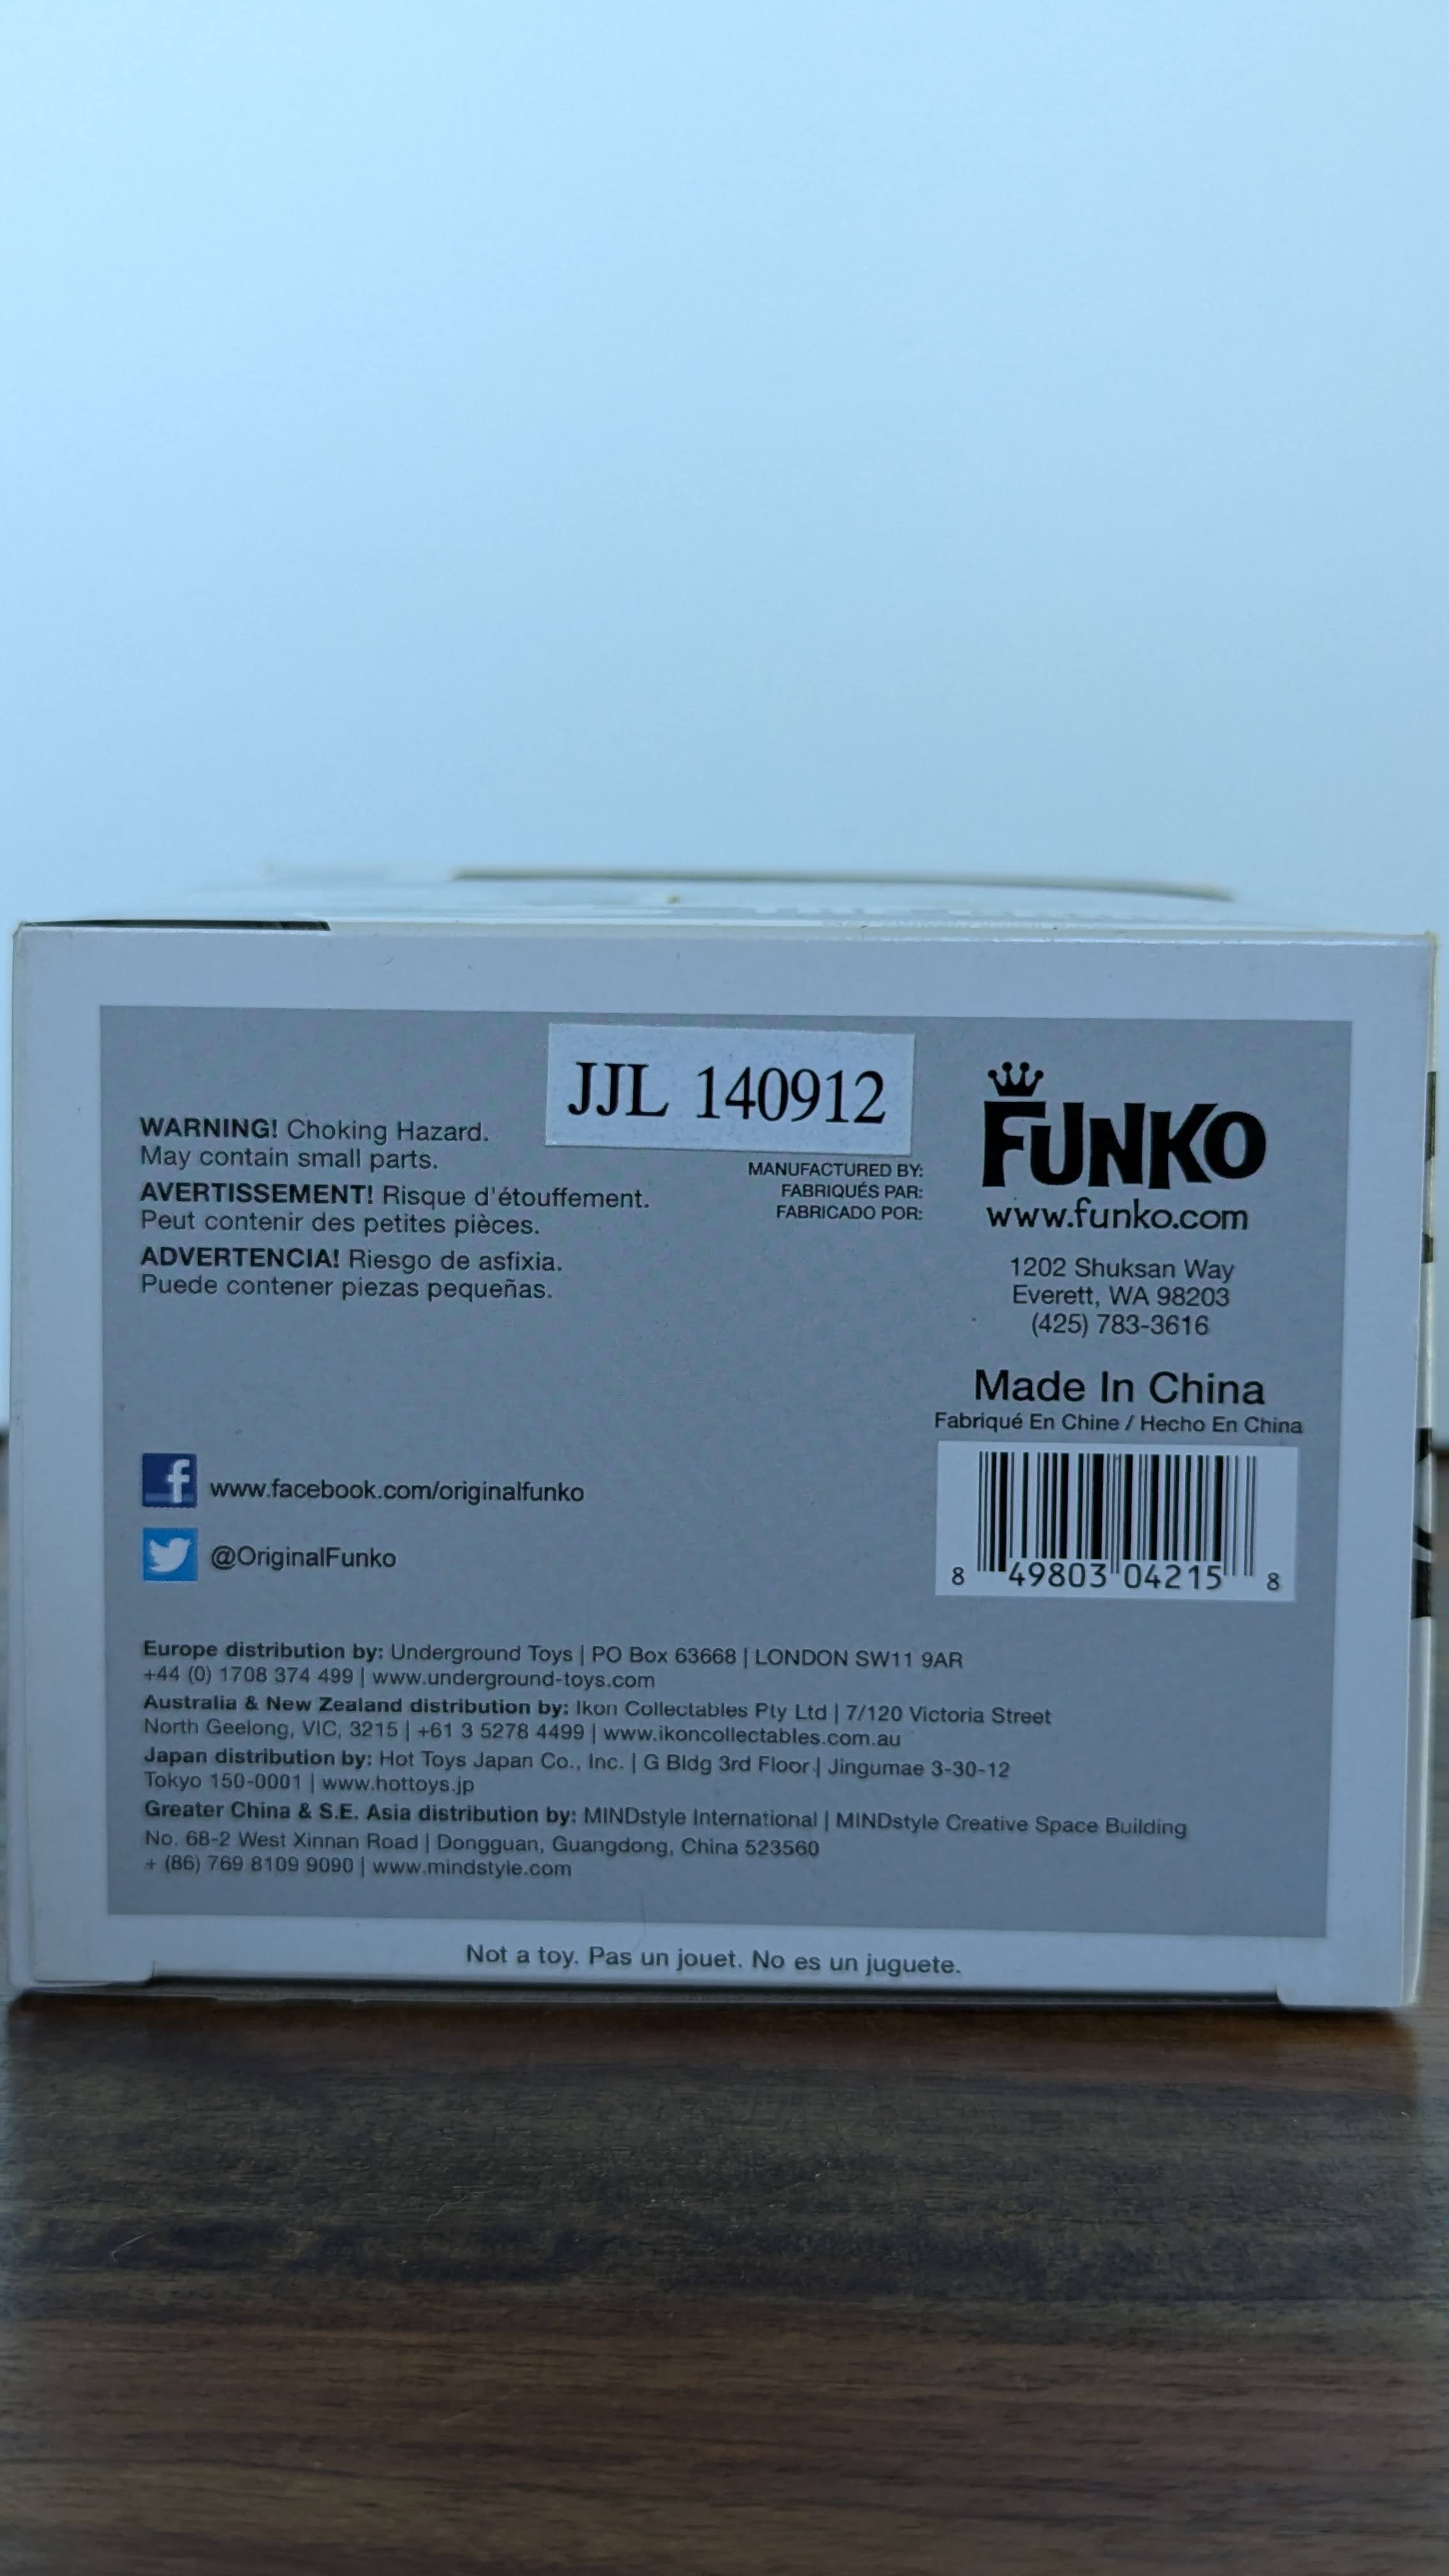 JJL 140912
WARNING! Choking Hazard.
May contain small parts.
AVERTISSEMENT! Risque d'étouffement.
Peut contenir des petites pièces.
ADVERTENCIA! Riesgo de asfixia.
Puede contener piezas pequeñas.
MANUFACTURED BY:
FABRIQUÉS PAR:
FABRICADO POR:
FUNKO
www.funko.com
1202 Shuksan Way
Everett, WA 98203
(425) 783-3616
Made In China
Fabriqué En Chine / Hecho En China
8 49803 04215 8
www.facebook.com/originalfunko
@OriginalFunko
Europe distribution by: Underground Toys | PO Box 63668 | LONDON SW11 9AR
+44 (0) 1708 374 499 | www.underground-toys.com
Australia & New Zealand distribution by: Ikon Collectables Pty Ltd | 7/120 Victoria Street
North Geelong, VIC, 3215 | +61 3 5278 4499 | www.ikoncollectables.com.au
Japan distribution by: Hot Toys Japan Co., Inc. | G Bldg 3rd Floor | Jingumae 3-30-12
Tokyo 150-0001 | www.hottoys.jp
Greater China & S.E. Asia distribution by: MINDstyle International | MINDstyle Creative Space Building
No. 68-2 West Xinnan Road | Dongguan, Guangdong, China 523560
+ (86) 769 8109 9090 | www.mindstyle.com
Not a toy. Pas un jouet. No es un juguete.